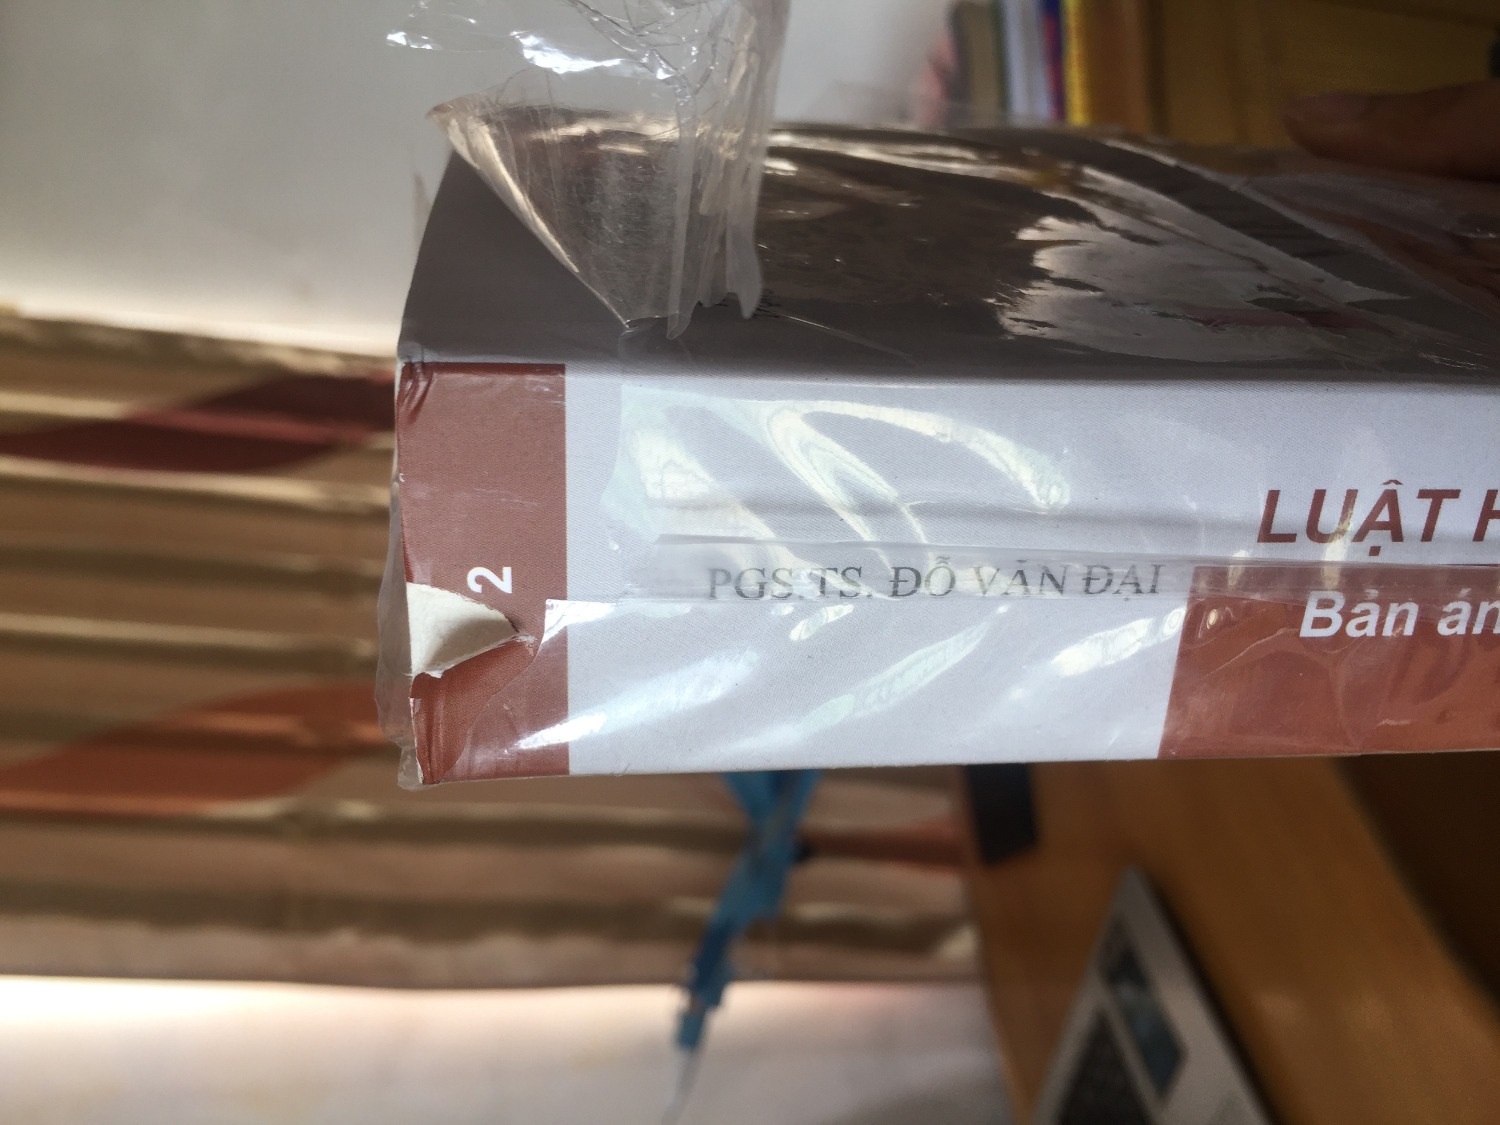 2
PGS.TS. ĐỖ VĂN ĐẠI
LUẬT
Bản án